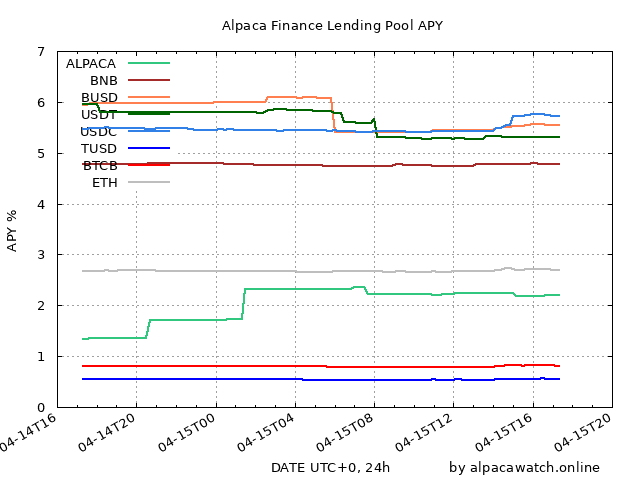 Alpaca Finance Lending Pool APY
7
ALPACA
BNB
BUSD
6
USDT
USDC
TUSD
5
BTCB
ETH
4
APY %
3
2
1
0
04-14T16
04-14T20
04-15T00
04-15T04
04-15T08
04-15T12
04-15T16
04-15T20
DATE UTC+0, 24h
by alpacawatch.online